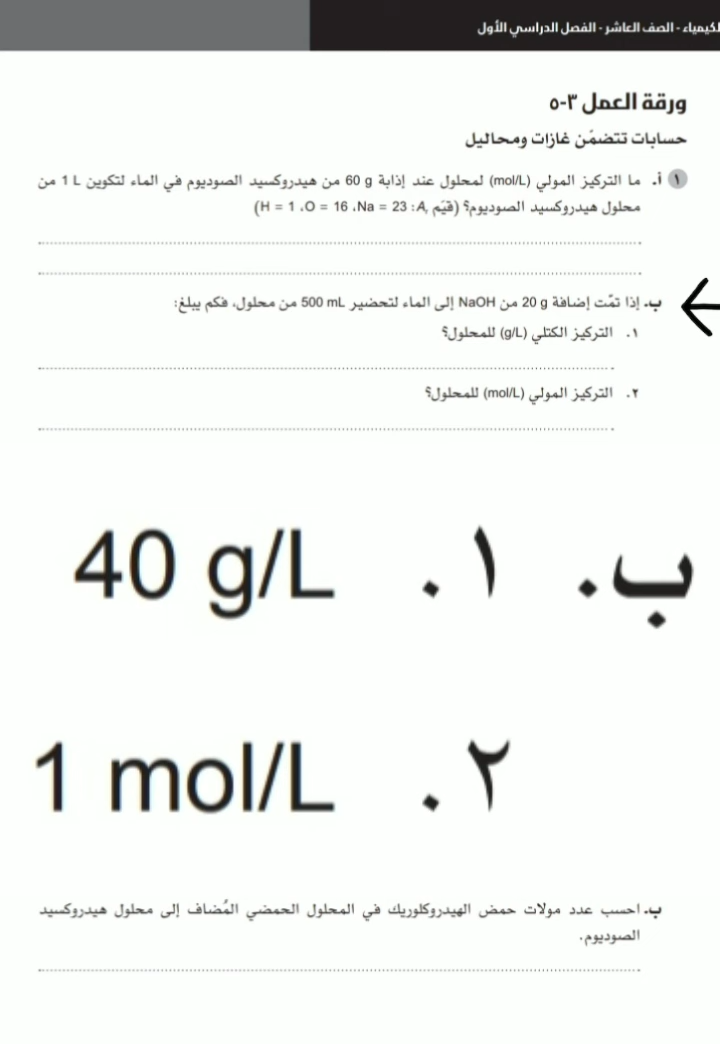 لكيمياء - الصف العاشر - الفصل الدراسي الأول
ورقة العمل ٣-٥
حسابات تتضمّن غازات ومحاليل
١ أ. ما التركيز المولي (mol/L) لمحلول عند إذابة 60 g من هيدروكسيد الصوديوم في الماء لتكوين 1 L من
محلول هيدروكسيد الصوديوم؟ (قيَم Aᵣ: H = 1 ،O = 16 ،Na = 23)
ب. إذا تمّت إضافة 20 g من NaOH إلى الماء لتحضير 500 mL من محلول، فكم يبلغ:
١. التركيز الكتلي (g/L) للمحلول؟
٢. التركيز المولي (mol/L) للمحلول؟
ب. ١. 40 g/L
٢. 1 mol/L
ب. احسب عدد مولات حمض الهيدروكلوريك في المحلول الحمضي المُضاف إلى محلول هيدروكسيد
الصوديوم.